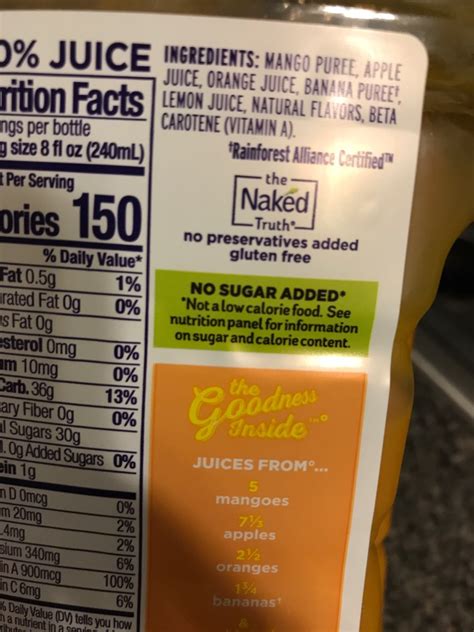 0% JUICE
rition Facts
ngs per bottle
g size 8 fl oz (240mL)
t Per Serving
ories 150
% Daily Value*
Fat 0.5g 1%
urated Fat 0g 0%
s Fat 0g
esterol 0mg 0%
um 10mg 0%
Carb. 36g 13%
ary Fiber 0g 0%
al Sugars 30g
l. 0g Added Sugars 0%
ein 1g
n D 0mcg 0%
m 20mg 2%
.4mg 2%
sium 340mg 6%
n A 900mcg 100%
in C 6mg 6%
% Daily Value (DV) tells you how
a nutrient in a serving of
INGREDIENTS: MANGO PUREE, APPLE
JUICE, ORANGE JUICE, BANANA PUREE†,
LEMON JUICE, NATURAL FLAVORS, BETA
CAROTENE (VITAMIN A).
†Rainforest Alliance Certified™
the
Naked
Truth®
no preservatives added
gluten free
NO SUGAR ADDED*
*Not a low calorie food. See
nutrition panel for information
on sugar and calorie content.
the
Goodness
Inside™°
JUICES FROM°...
5
mangoes
7⅓
apples
2½
oranges
1¾
bananas†
&